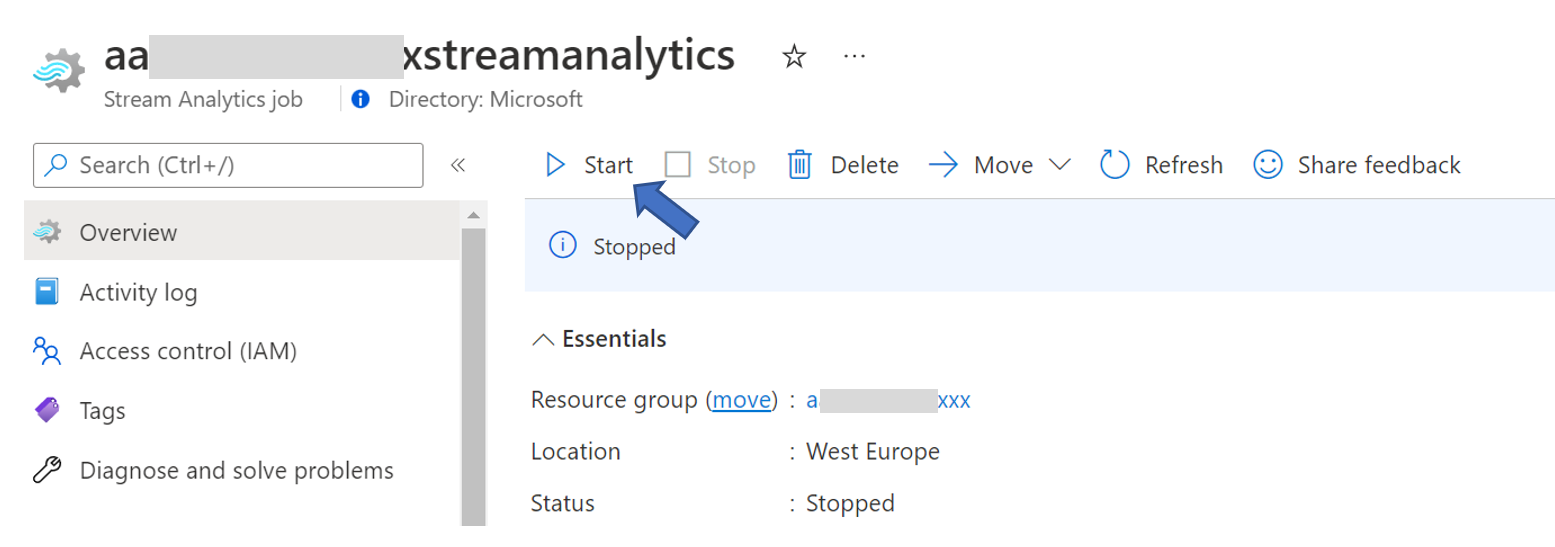 aa xstreamanalytics ...
Stream Analytics job Directory: Microsoft
Search (Ctrl+/) «
Start Stop Delete Move Refresh Share feedback
Overview
Activity log
Access control (IAM)
Tags
Diagnose and solve problems
Stopped
Essentials
Resource group (move) : a xxx
Location : West Europe
Status : Stopped